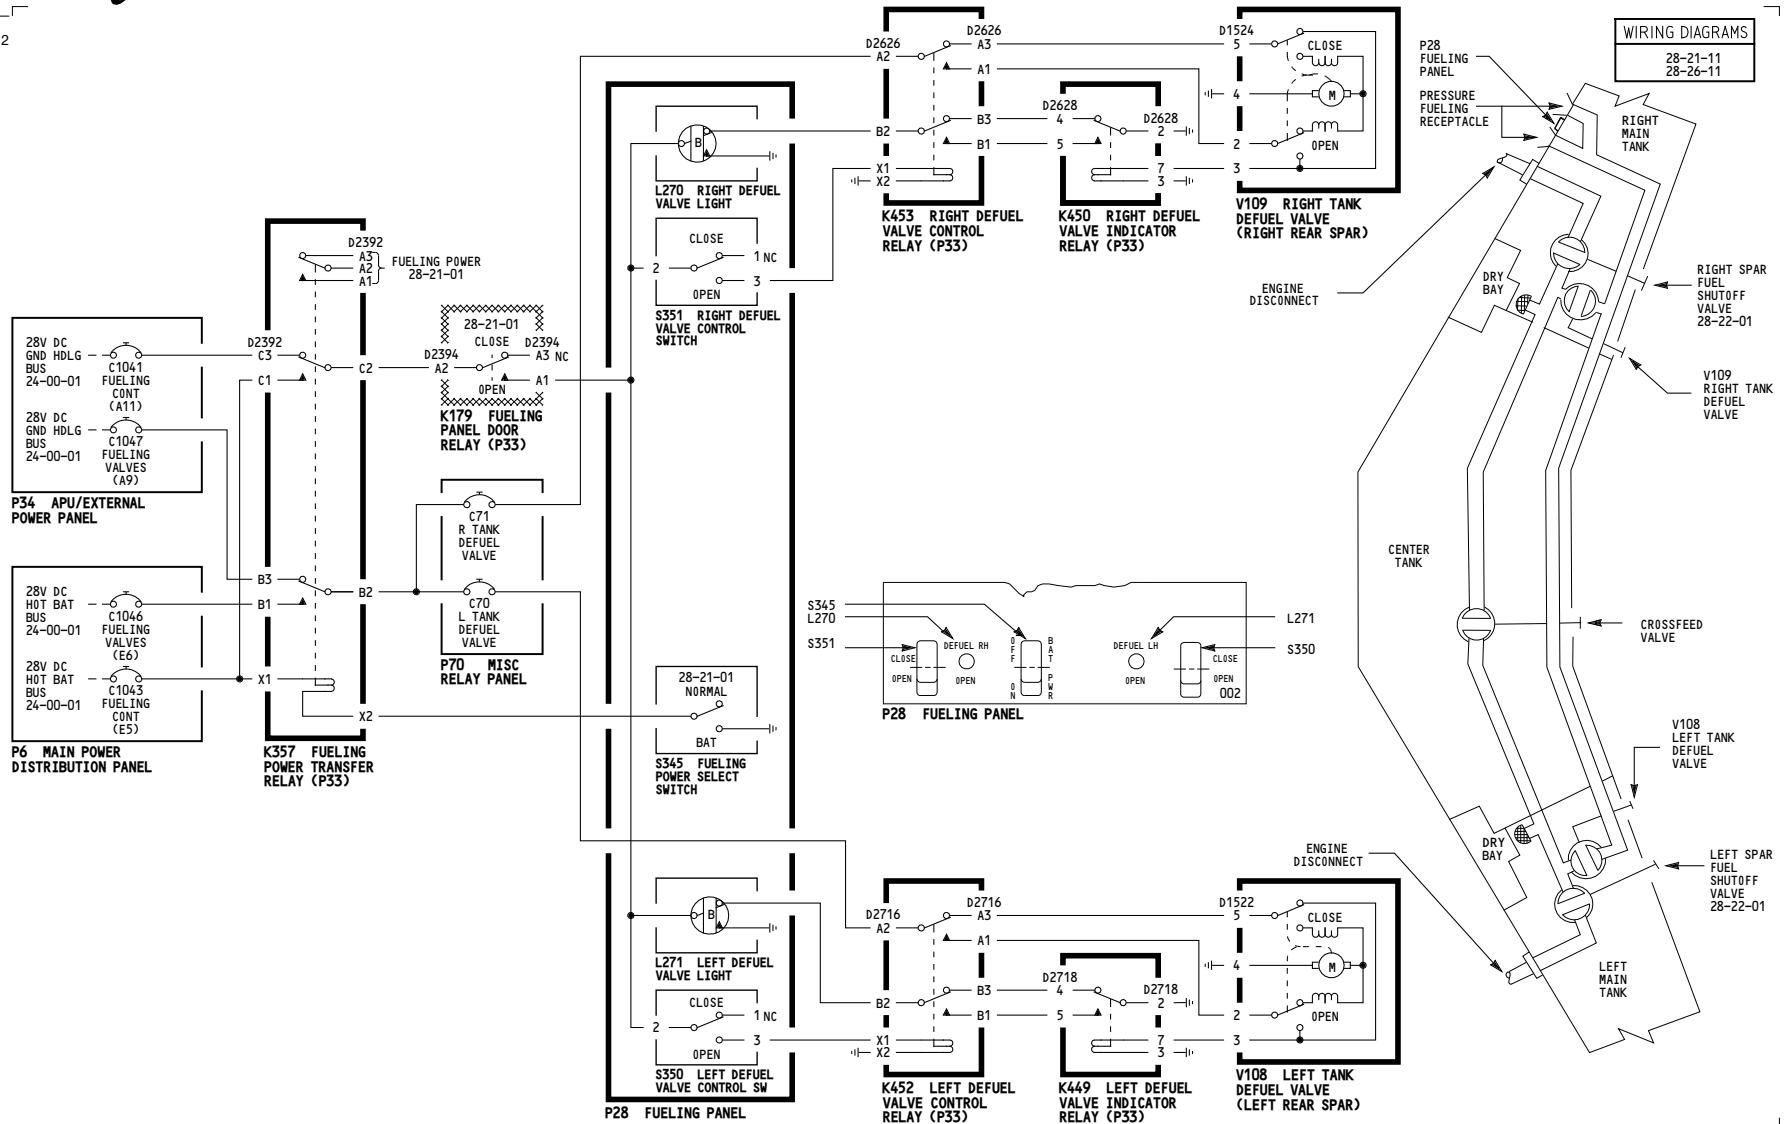 2
WIRING DIAGRAMS
28-21-11
28-26-11
P28
FUELING
PANEL
PRESSURE
FUELING
RECEPTACLE
RIGHT
MAIN
TANK
ENGINE
DISCONNECT
DRY
BAY
RIGHT SPAR
FUEL
SHUTOFF
VALVE
28-22-01
V109
RIGHT TANK
DEFUEL
VALVE
CENTER
TANK
CROSSFEED
VALVE
V108
LEFT TANK
DEFUEL
VALVE
ENGINE
DISCONNECT
DRY
BAY
LEFT SPAR
FUEL
SHUTOFF
VALVE
28-22-01
LEFT
MAIN
TANK
28V DC
GND HDLG
BUS
24-00-01
C1041
FUELING
CONT
(A11)
28V DC
GND HDLG
BUS
24-00-01
C1047
FUELING
VALVES
(A9)
P34 APU/EXTERNAL
POWER PANEL
28V DC
HOT BAT
BUS
24-00-01
C1046
FUELING
VALVES
(E6)
28V DC
HOT BAT
BUS
24-00-01
C1043
FUELING
CONT
(E5)
P6 MAIN POWER
DISTRIBUTION PANEL
D2392
A3
A2
A1
FUELING POWER
28-21-01
D2392
C3
C1
C2
B3
B1
B2
X1
X2
K357 FUELING
POWER TRANSFER
RELAY (P33)
28-21-01
CLOSE
D2394
A2
D2394
A3 NC
A1
OPEN
K179 FUELING
PANEL DOOR
RELAY (P33)
C71
R TANK
DEFUEL
VALVE
C70
L TANK
DEFUEL
VALVE
P70 MISC
RELAY PANEL
B
L270 RIGHT DEFUEL
VALVE LIGHT
CLOSE
2
1 NC
3
OPEN
S351 RIGHT DEFUEL
VALVE CONTROL
SWITCH
28-21-01
NORMAL
BAT
S345 FUELING
POWER SELECT
SWITCH
B
L271 LEFT DEFUEL
VALVE LIGHT
CLOSE
2
1 NC
3
OPEN
S350 LEFT DEFUEL
VALVE CONTROL SW
P28 FUELING PANEL
D2626
A2
D2626
A3
A1
B2
B3
B1
X1
X2
K453 RIGHT DEFUEL
VALVE CONTROL
RELAY (P33)
D2628
4
5
D2628
2
7
3
K450 RIGHT DEFUEL
VALVE INDICATOR
RELAY (P33)
D1524
5
4
2
3
CLOSE
M
OPEN
V109 RIGHT TANK
DEFUEL VALVE
(RIGHT REAR SPAR)
S345
L270
S351
CLOSE
OPEN
DEFUEL RH
OPEN
OFF
ON
BAT
PWR
DEFUEL LH
OPEN
CLOSE
OPEN
002
L271
S350
P28 FUELING PANEL
D2716
A2
D2716
A3
A1
B2
B3
B1
X1
X2
K452 LEFT DEFUEL
VALVE CONTROL
RELAY (P33)
D2718
4
5
D2718
2
7
3
K449 LEFT DEFUEL
VALVE INDICATOR
RELAY (P33)
D1522
5
4
2
3
CLOSE
M
OPEN
V108 LEFT TANK
DEFUEL VALVE
(LEFT REAR SPAR)